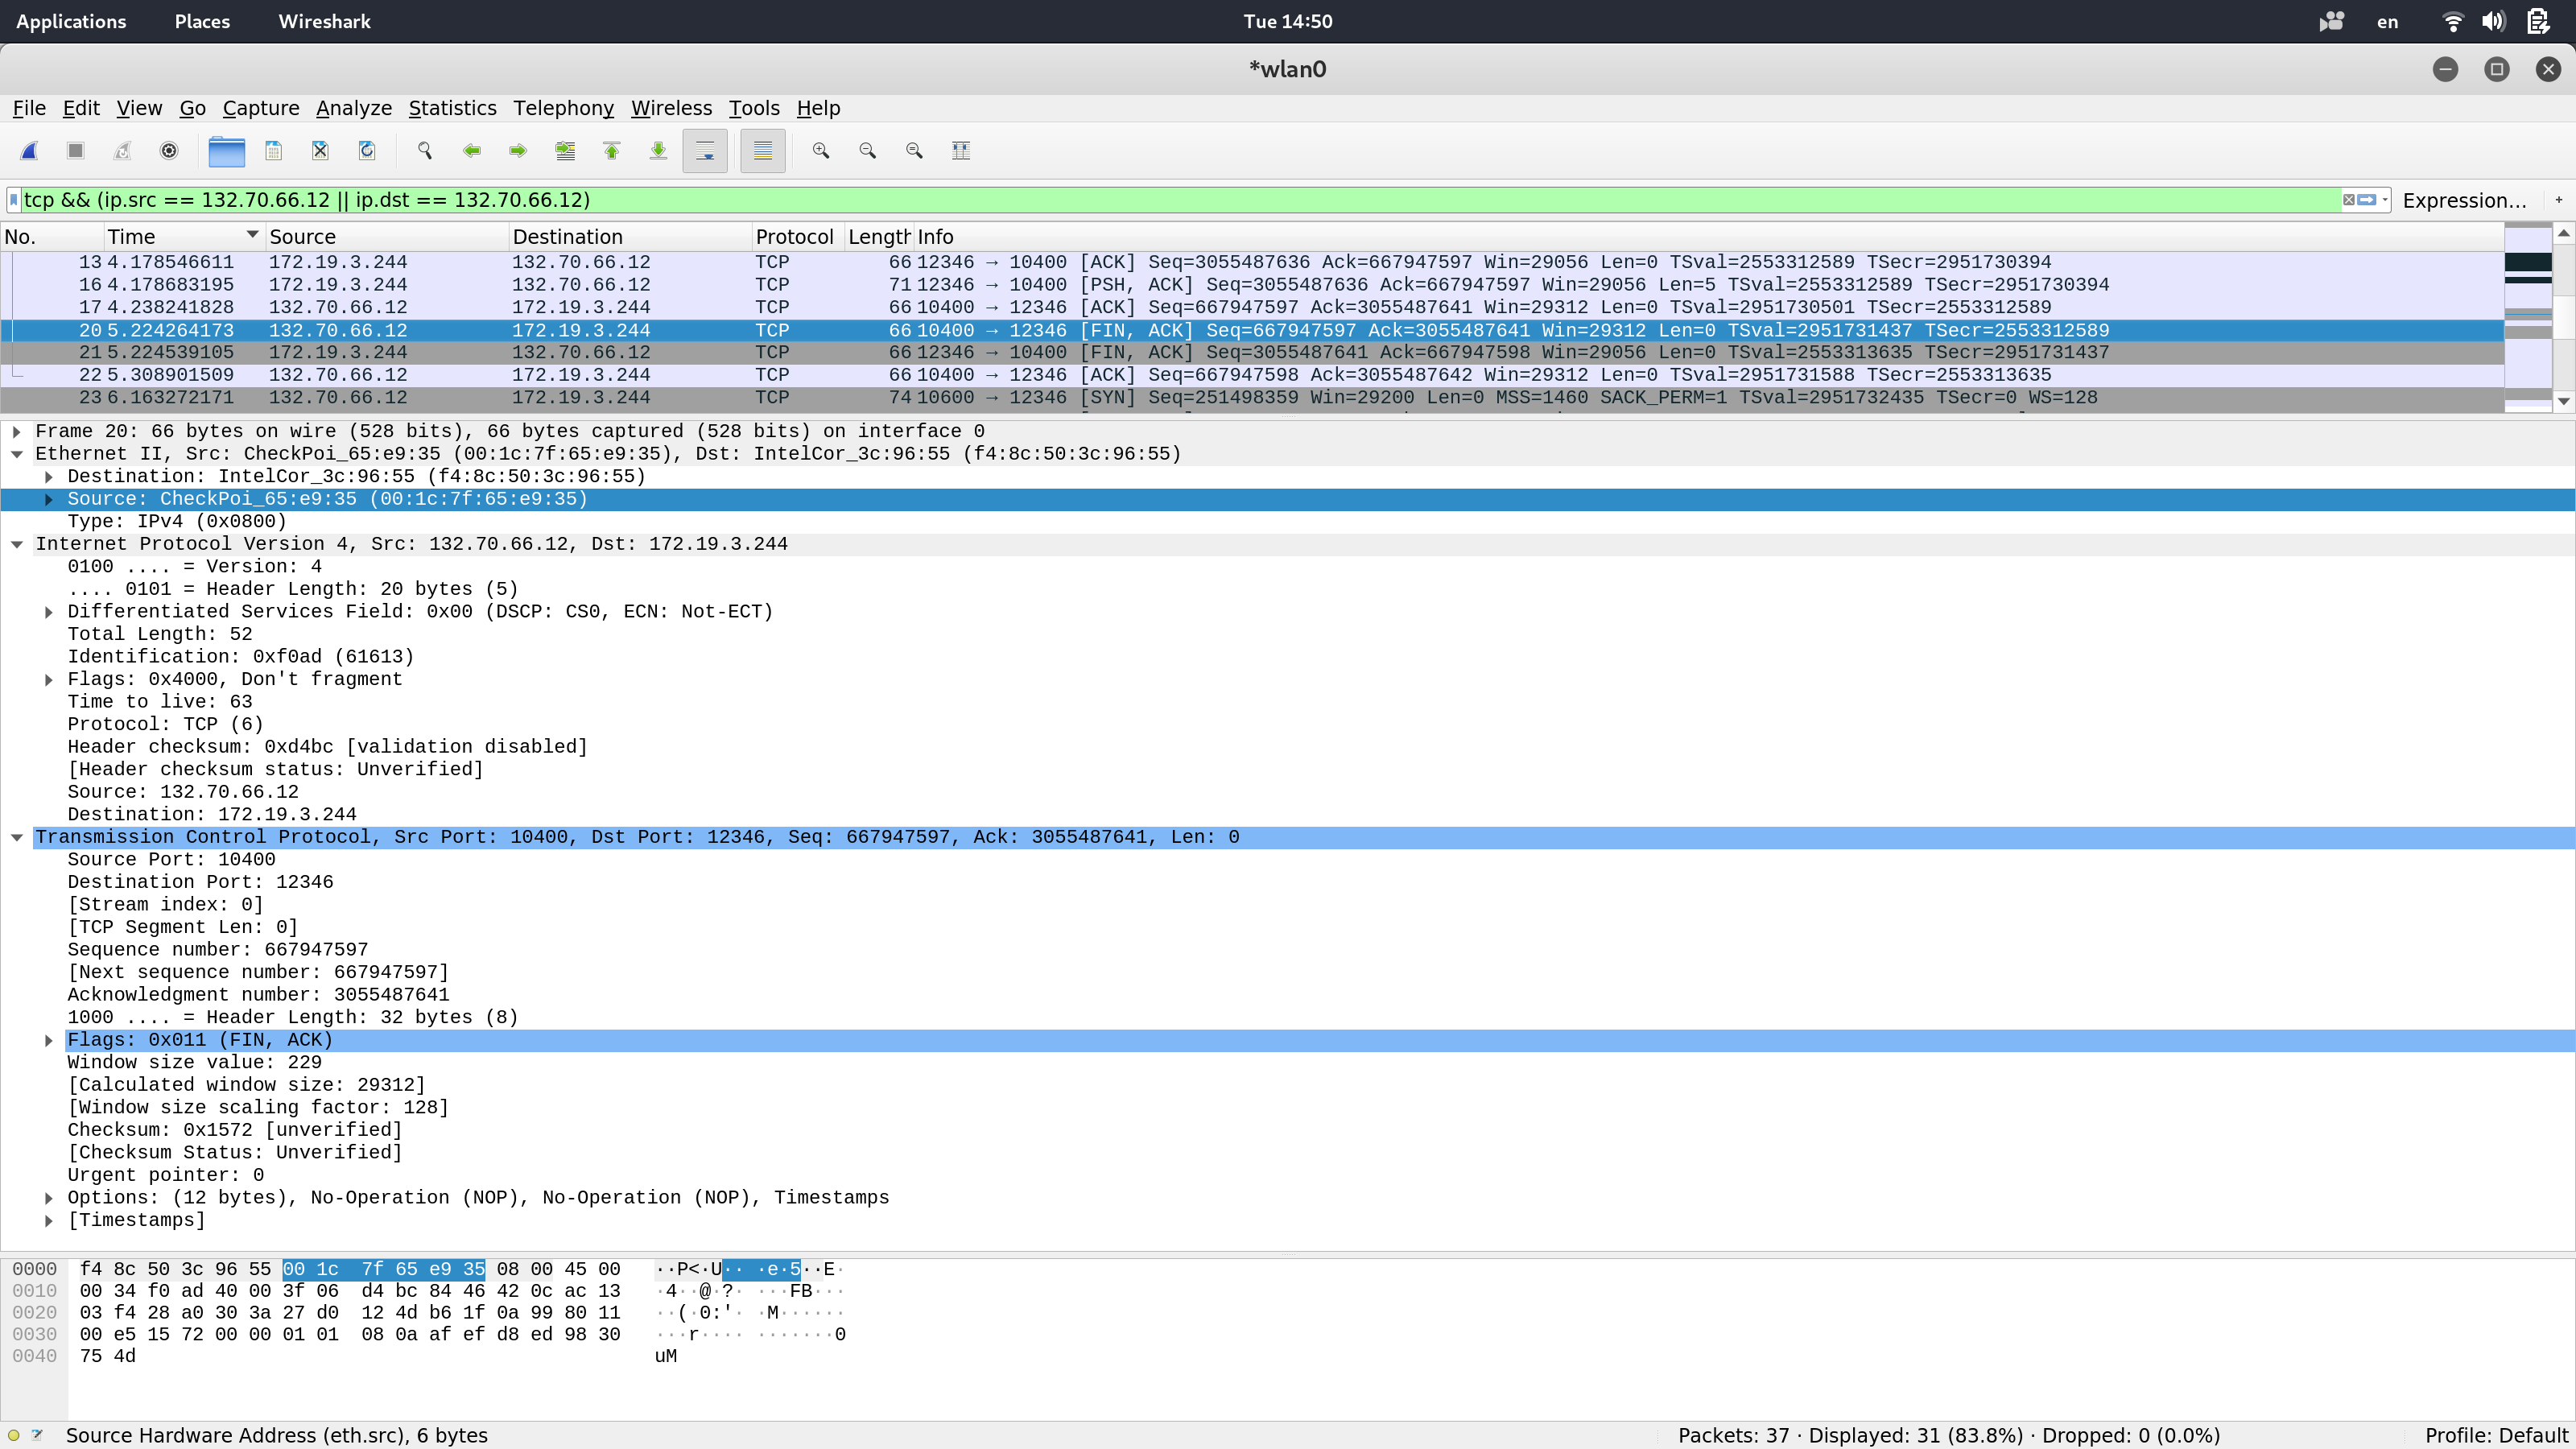 Applications Places Wireshark Tue 14:50 en
*wlan0
File Edit View Go Capture Analyze Statistics Telephony Wireless Tools Help
tcp && (ip.src == 132.70.66.12 || ip.dst == 132.70.66.12) Expression… +
No. Time Source Destination Protocol Length Info
13 4.178546611 172.19.3.244 132.70.66.12 TCP 66 12346 → 10400 [ACK] Seq=3055487636 Ack=667947597 Win=29056 Len=0 TSval=2553312589 TSecr=2951730394
16 4.178683195 172.19.3.244 132.70.66.12 TCP 71 12346 → 10400 [PSH, ACK] Seq=3055487636 Ack=667947597 Win=29056 Len=5 TSval=2553312589 TSecr=2951730394
17 4.238241828 132.70.66.12 172.19.3.244 TCP 66 10400 → 12346 [ACK] Seq=667947597 Ack=3055487641 Win=29312 Len=0 TSval=2951730501 TSecr=2553312589
20 5.224264173 132.70.66.12 172.19.3.244 TCP 66 10400 → 12346 [FIN, ACK] Seq=667947597 Ack=3055487641 Win=29312 Len=0 TSval=2951731437 TSecr=2553312589
21 5.224539105 172.19.3.244 132.70.66.12 TCP 66 12346 → 10400 [FIN, ACK] Seq=3055487641 Ack=667947598 Win=29056 Len=0 TSval=2553313635 TSecr=2951731437
22 5.308901509 132.70.66.12 172.19.3.244 TCP 66 10400 → 12346 [ACK] Seq=667947598 Ack=3055487642 Win=29312 Len=0 TSval=2951731588 TSecr=2553313635
23 6.163272171 132.70.66.12 172.19.3.244 TCP 74 10600 → 12346 [SYN] Seq=251498359 Win=29200 Len=0 MSS=1460 SACK_PERM=1 TSval=2951732435 TSecr=0 WS=128
Frame 20: 66 bytes on wire (528 bits), 66 bytes captured (528 bits) on interface 0
Ethernet II, Src: CheckPoi_65:e9:35 (00:1c:7f:65:e9:35), Dst: IntelCor_3c:96:55 (f4:8c:50:3c:96:55)
Destination: IntelCor_3c:96:55 (f4:8c:50:3c:96:55)
Source: CheckPoi_65:e9:35 (00:1c:7f:65:e9:35)
Type: IPv4 (0x0800)
Internet Protocol Version 4, Src: 132.70.66.12, Dst: 172.19.3.244
0100 .... = Version: 4
.... 0101 = Header Length: 20 bytes (5)
Differentiated Services Field: 0x00 (DSCP: CS0, ECN: Not-ECT)
Total Length: 52
Identification: 0xf0ad (61613)
Flags: 0x4000, Don't fragment
Time to live: 63
Protocol: TCP (6)
Header checksum: 0xd4bc [validation disabled]
[Header checksum status: Unverified]
Source: 132.70.66.12
Destination: 172.19.3.244
Transmission Control Protocol, Src Port: 10400, Dst Port: 12346, Seq: 667947597, Ack: 3055487641, Len: 0
Source Port: 10400
Destination Port: 12346
[Stream index: 0]
[TCP Segment Len: 0]
Sequence number: 667947597
[Next sequence number: 667947597]
Acknowledgment number: 3055487641
1000 .... = Header Length: 32 bytes (8)
Flags: 0x011 (FIN, ACK)
Window size value: 229
[Calculated window size: 29312]
[Window size scaling factor: 128]
Checksum: 0x1572 [unverified]
[Checksum Status: Unverified]
Urgent pointer: 0
Options: (12 bytes), No-Operation (NOP), No-Operation (NOP), Timestamps
[Timestamps]
0000 f4 8c 50 3c 96 55 00 1c 7f 65 e9 35 08 00 45 00 ··P<·U·· ·e·5··E·
0010 00 34 f0 ad 40 00 3f 06 d4 bc 84 46 42 0c ac 13 ·4··@·?· ···FB···
0020 03 f4 28 a0 30 3a 27 d0 12 4d b6 1f 0a 99 80 11 ··(·0:'· ·M······
0030 00 e5 15 72 00 00 01 01 08 0a af ef d8 ed 98 30 ···r···· ·······0
0040 75 4d uM
Source Hardware Address (eth.src), 6 bytes Packets: 37 · Displayed: 31 (83.8%) · Dropped: 0 (0.0%) Profile: Default